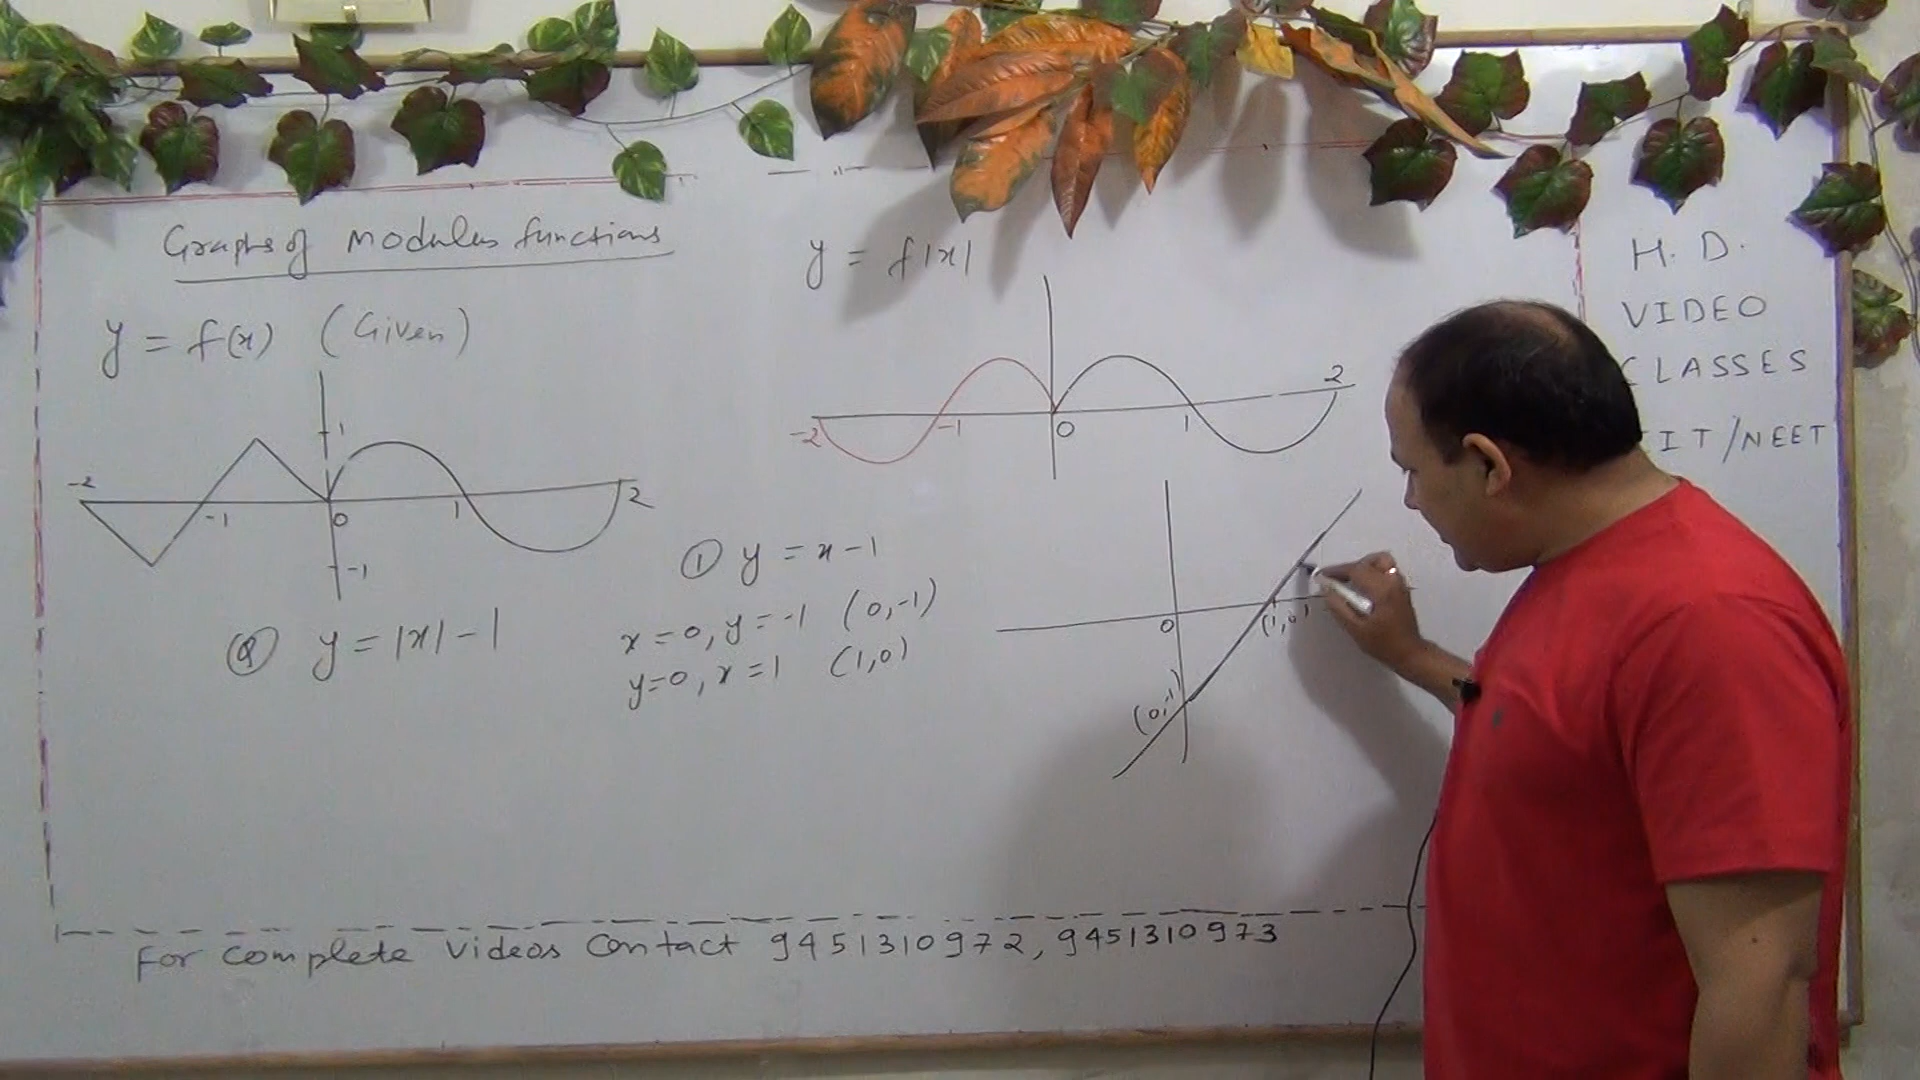 Graphs of modulus functions
y = f(x) (Given)
-2
1
-1
0
1
2
-1
Q y = |x| - 1
① y = x - 1
x = 0, y = -1 (0,-1)
y=0, x = 1 (1,0)
y = f|x|
-2
-1
0
1
2
0
(1,0)
(0,-1)
H. D.
VIDEO
CLASSES
IIT/NEET
For complete Videos Contact 9451310972, 9451310973